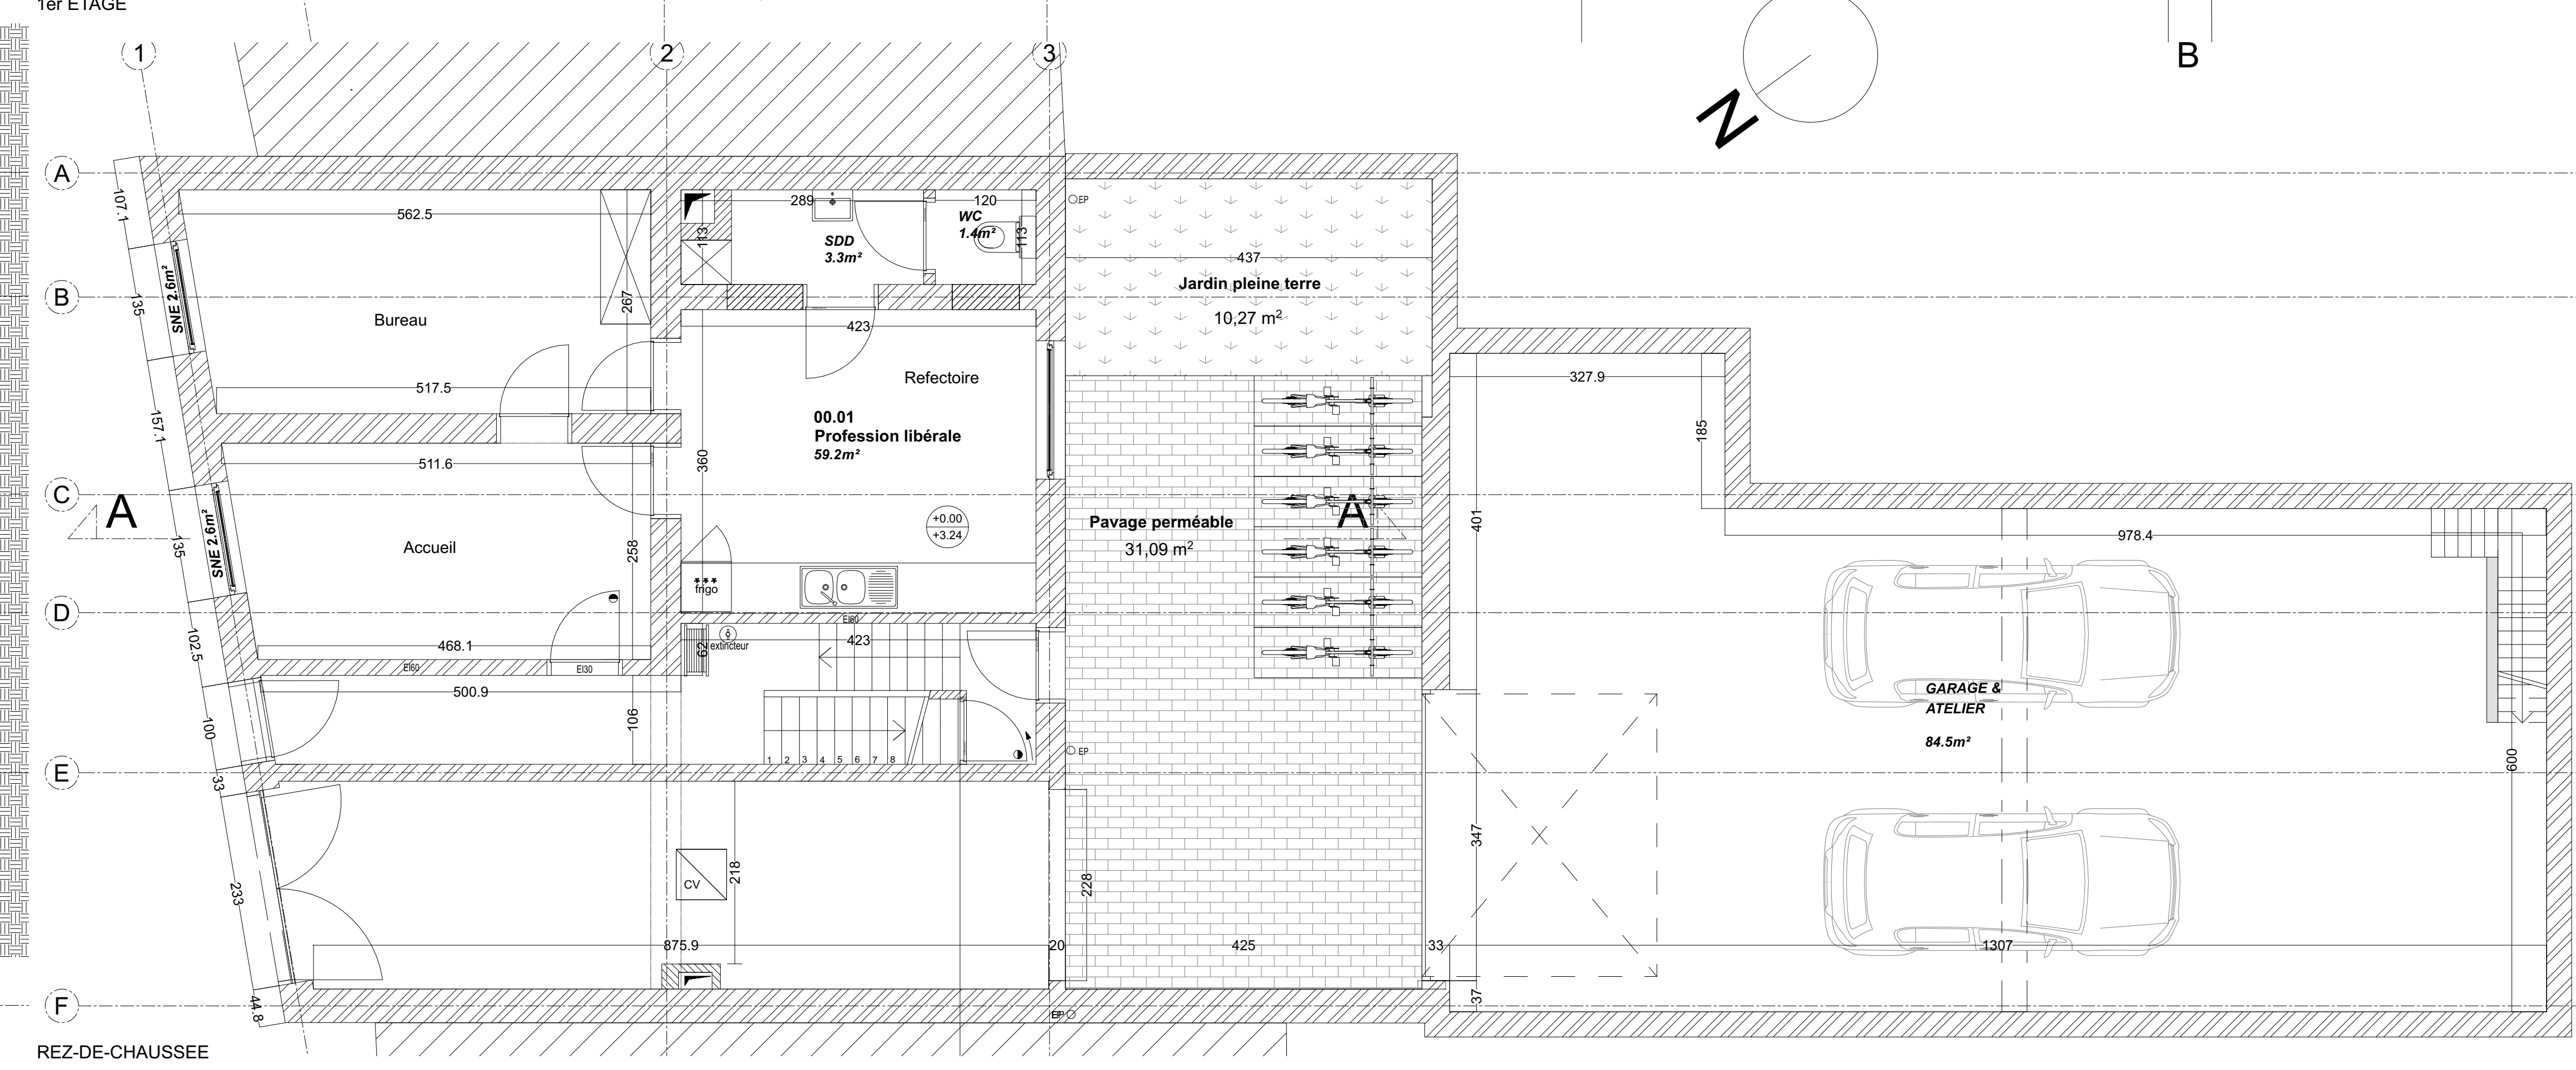 1er ETAGE
1
2
3
B
N
A
B
C
D
E
F
A
A
107.1
135
157.1
135
102.5
100
33
233
44.8
SNE 2.6m²
SNE 2.6m²
562.5
267
Bureau
517.5
511.6
Accueil
258
468.1
EI60
EI30
500.9
106
289
120
113
113
SDD
3.3m²
WC
1.4m²
423
Refectoire
00.01
Profession libérale
59.2m²
360
+0.00
+3.24
frigo
EI60
62
extincteur
423
1 2 3 4 5 6 7 8
CV
218
875.9
20
228
EP
437
Jardin pleine terre
10,27 m²
Pavage perméable
31,09 m²
EP
425
33
EP
327.9
185
401
347
37
978.4
GARAGE &
ATELIER
84.5m²
600
1307
REZ-DE-CHAUSSEE